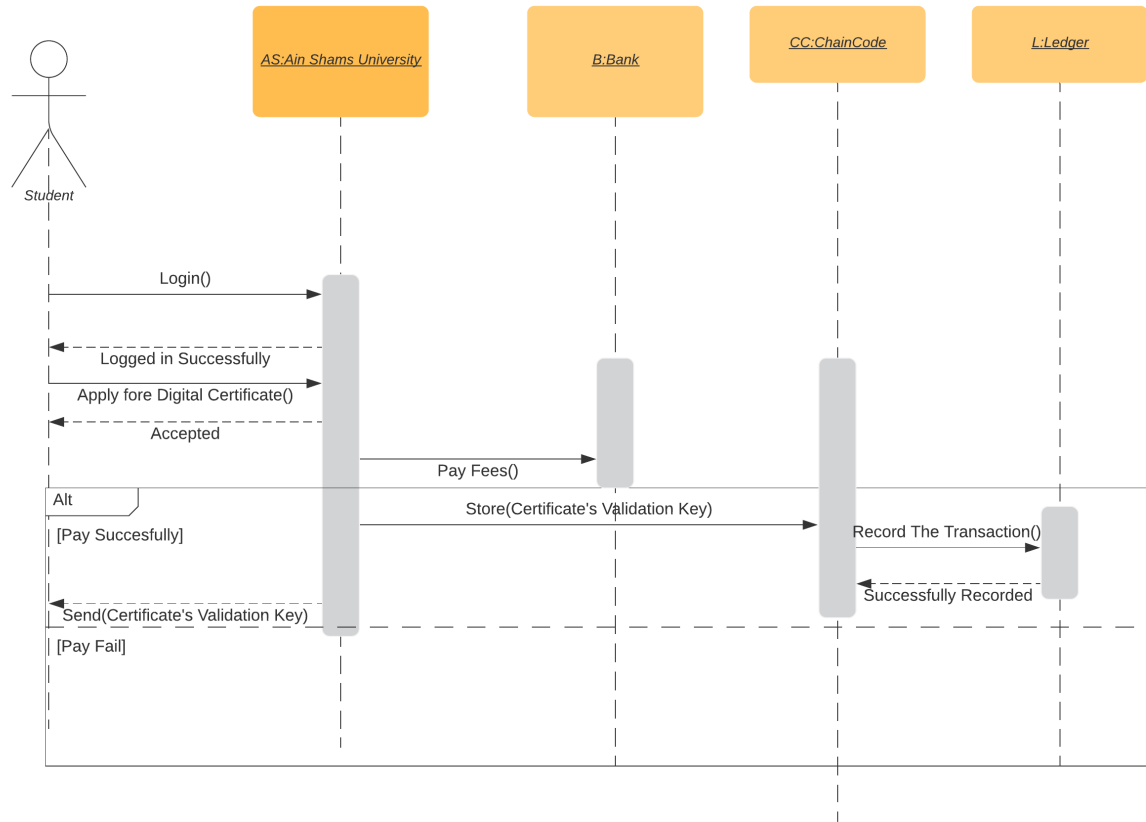 AS:Ain Shams University
B:Bank
CC:ChainCode
L:Ledger
Student
Login()
Logged in Successfully
Apply fore Digital Certificate()
Accepted
Pay Fees()
Alt
Store(Certificate's Validation Key)
[Pay Succesfully]
Record The Transaction()
Successfully Recorded
Send(Certificate's Validation Key)
[Pay Fail]